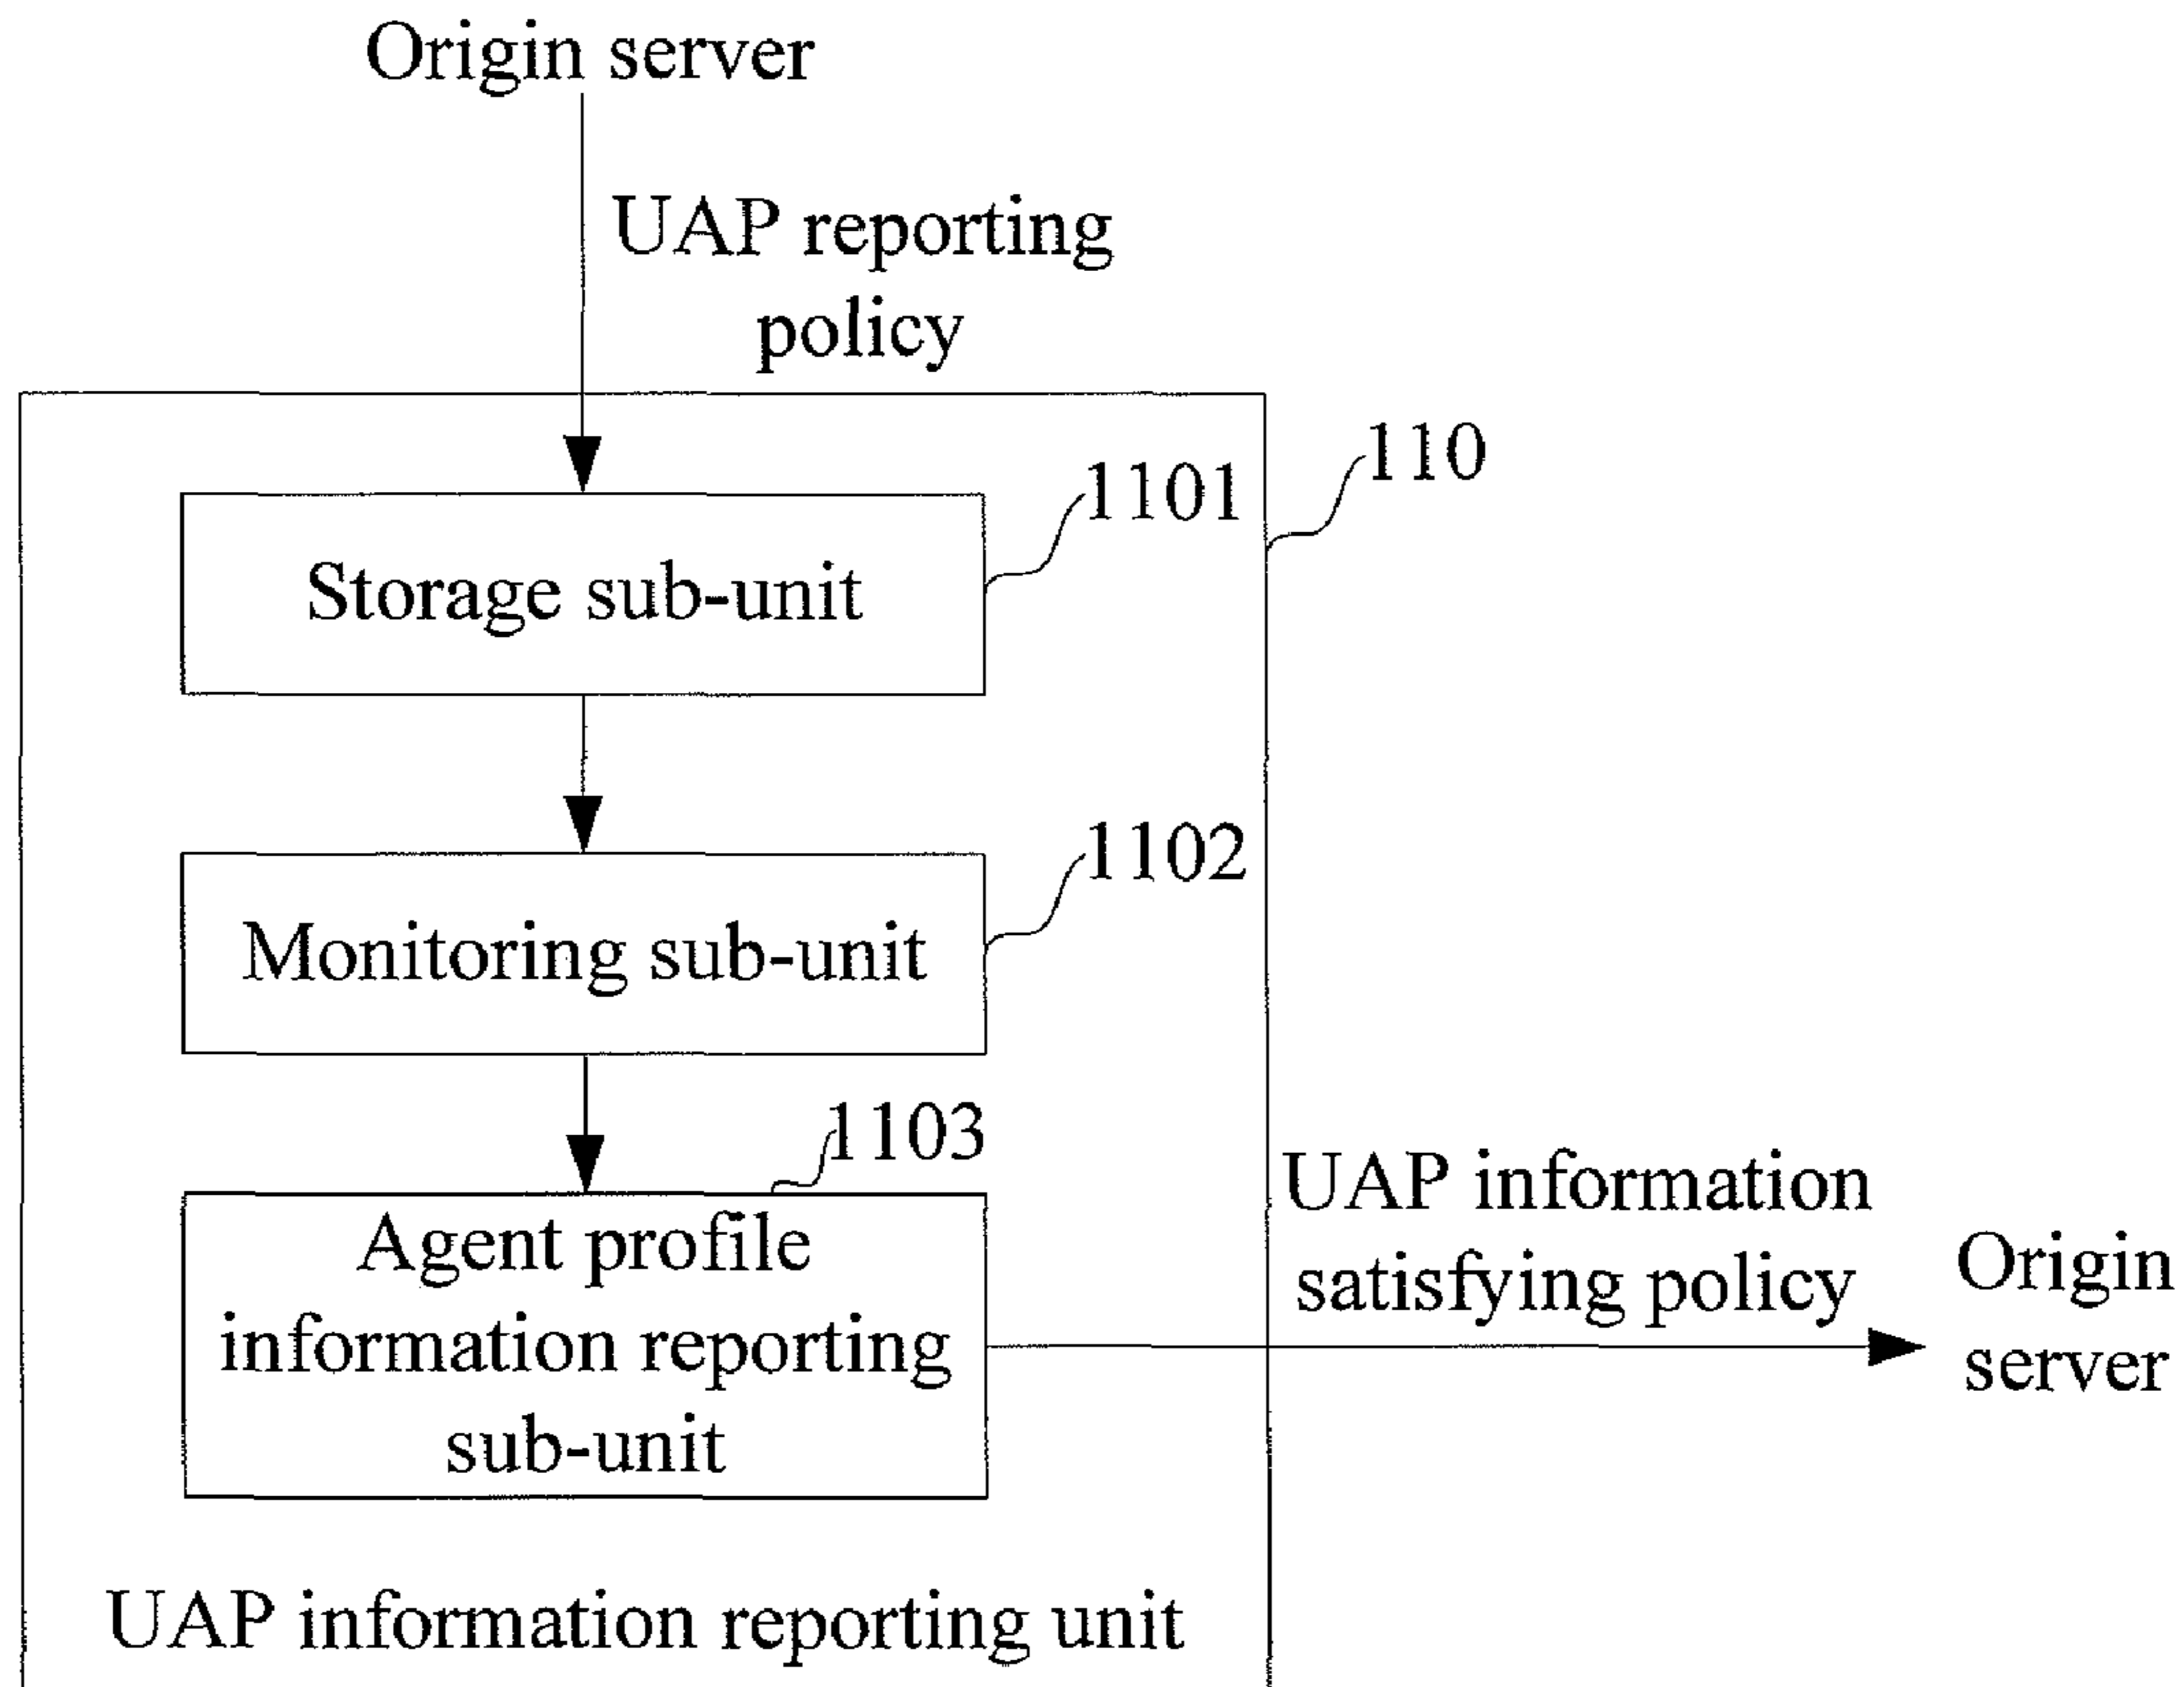 Origin server
UAP reporting
policy
110
1101
Storage sub-unit
1102
Monitoring sub-unit
1103
Agent profile
information reporting
sub-unit
UAP information
satisfying policy
Origin
server
UAP information reporting unit